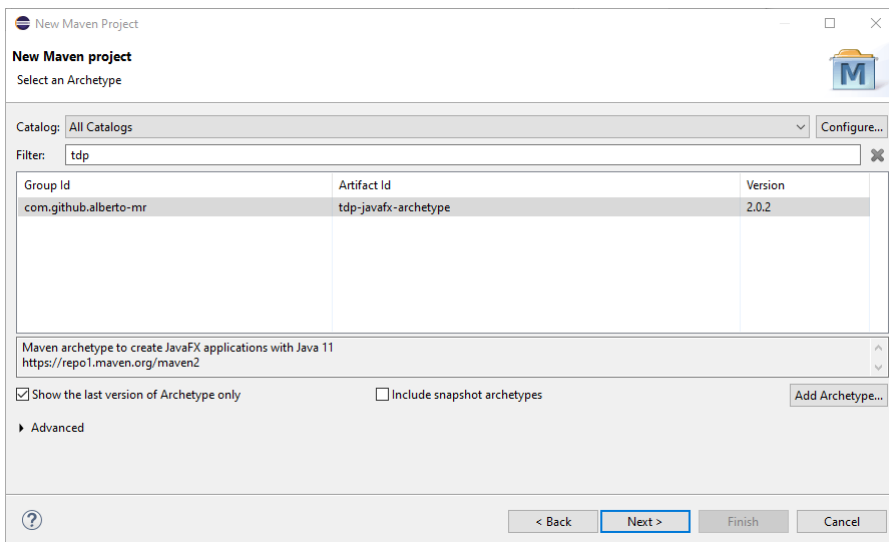 New Maven Project
New Maven project
Select an Archetype
M
Catalog: All Catalogs Configure...
Filter: tdp
Group Id Artifact Id Version
com.github.alberto-mr tdp-javafx-archetype 2.0.2
Maven archetype to create JavaFX applications with Java 11
https://repo1.maven.org/maven2
Show the last version of Archetype only Include snapshot archetypes Add Archetype...
Advanced
? < Back Next > Finish Cancel